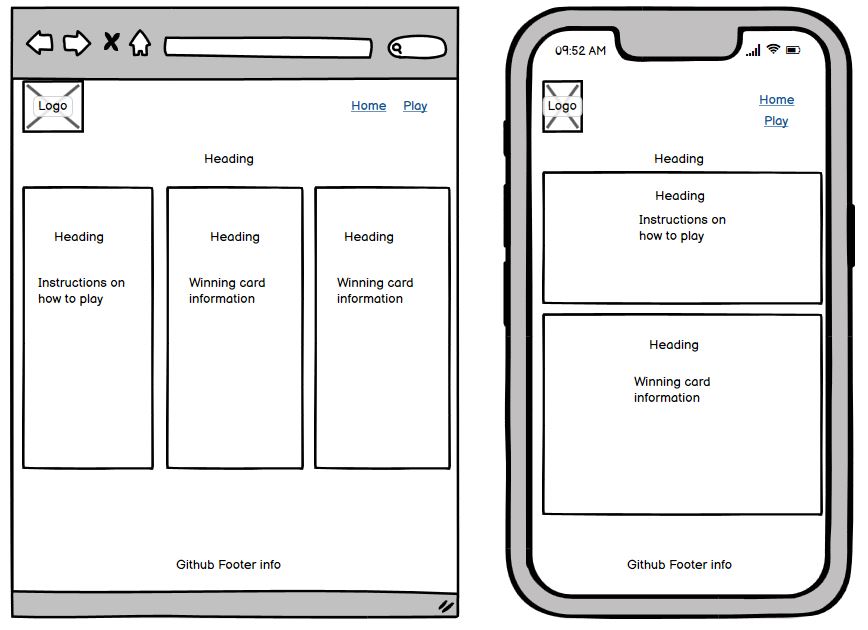 Logo
Home Play
Heading
Heading
Instructions on
how to play
Heading
Winning card
information
Heading
Winning card
information
Github Footer info
09:52 AM
Logo
Home
Play
Heading
Heading
Instructions on
how to play
Heading
Winning card
information
Github Footer info